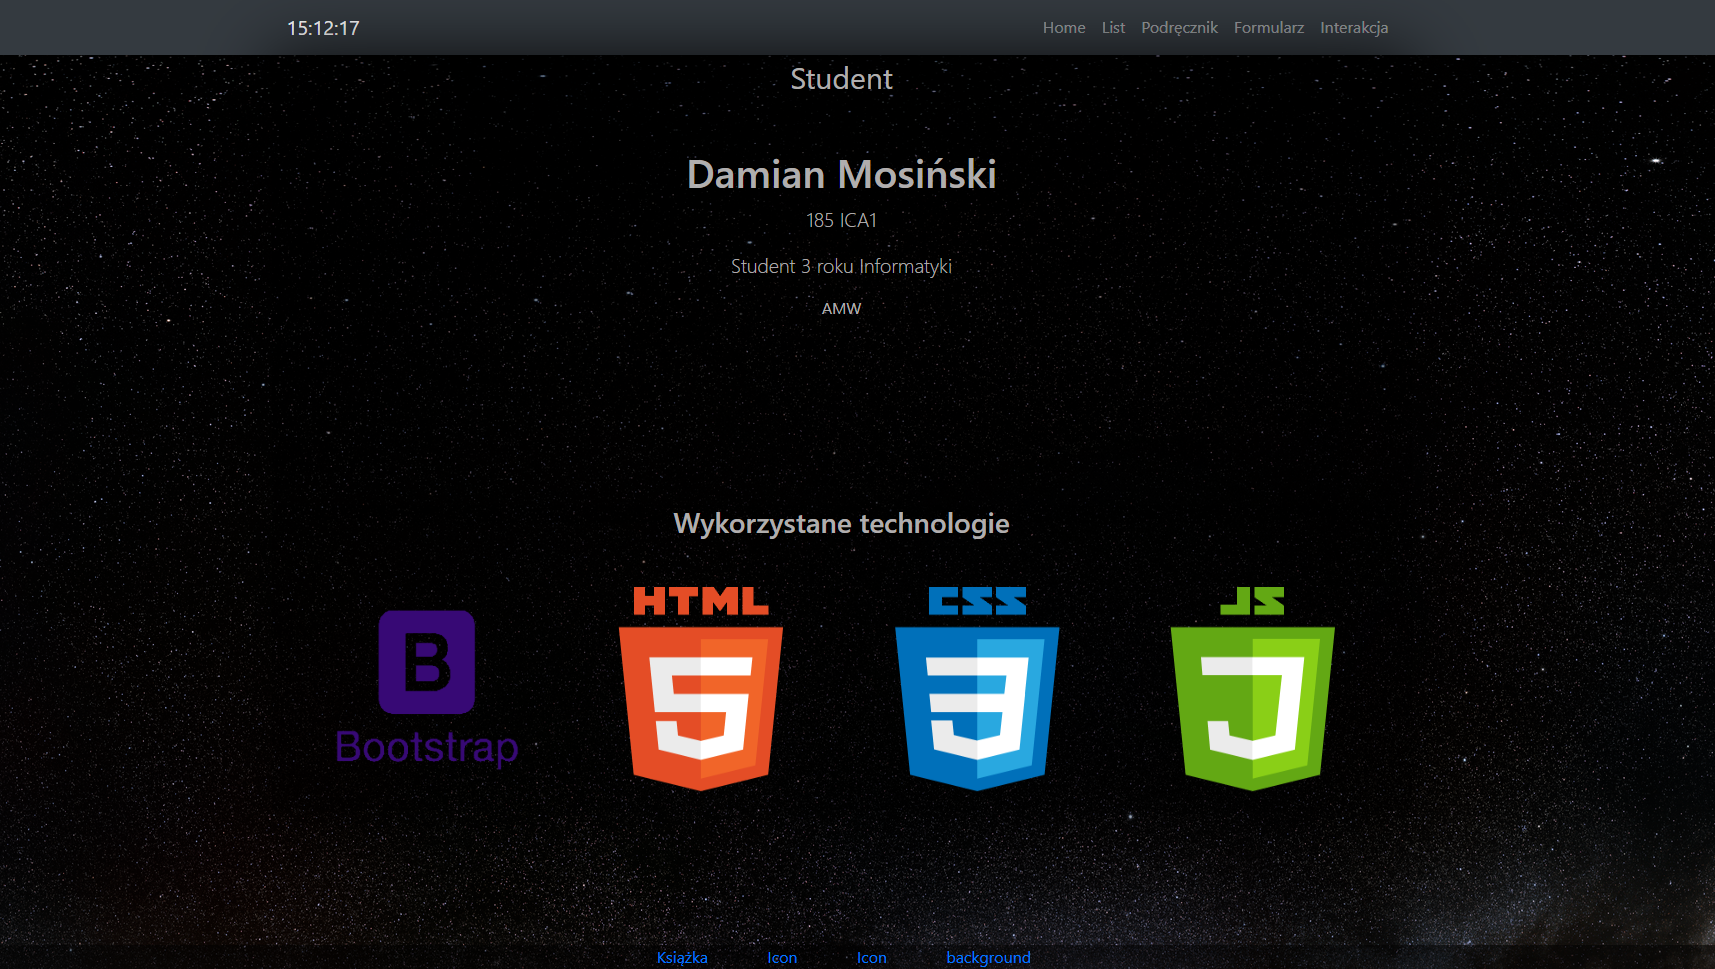 15:12:17 Home List Podręcznik Formularz Interakcja
Student
Damian Mosiński
185 ICA1
Student 3 roku Informatyki
AMW
Wykorzystane technologie
HTML CSS JS
B 5 3 J
Bootstrap
Książka Icon Icon background